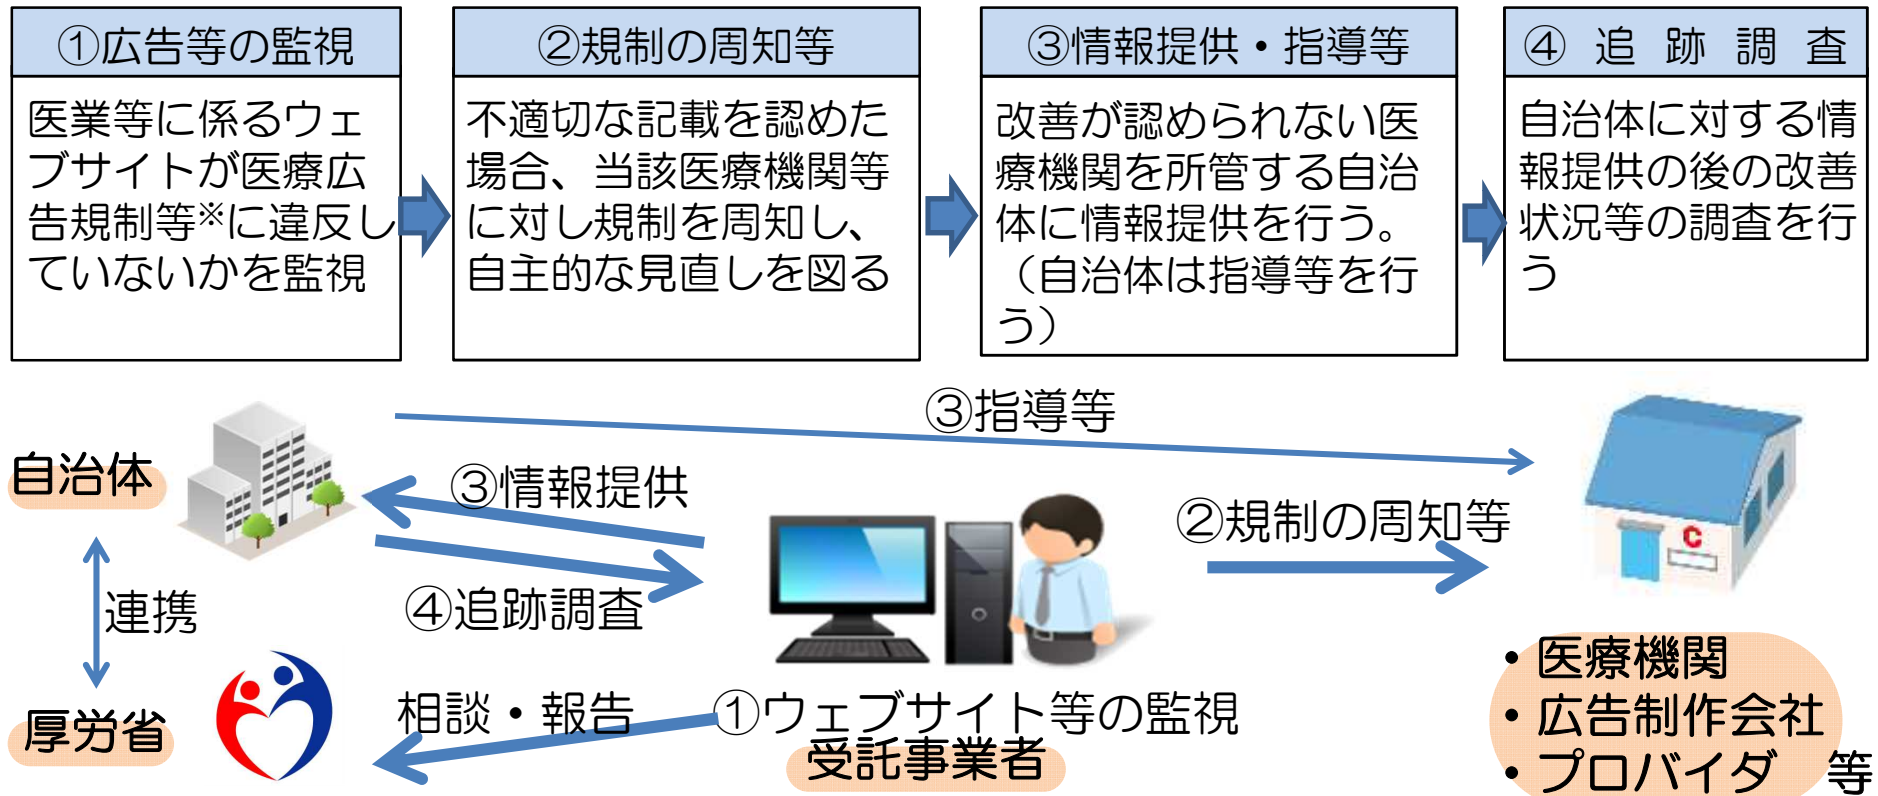 ①広告等の監視
医業等に係るウェ
ブサイトが医療広
告規制等※に違反し
ていないかを監視
②規制の周知等
不適切な記載を認めた
場合、当該医療機関等
に対し規制を周知し、
自主的な見直しを図る
③情報提供・指導等
改善が認められない医
療機関を所管する自治
体に情報提供を行う。
（自治体は指導等を行
う）
④追跡調査
自治体に対する情
報提供の後の改善
状況等の調査を行
う
③指導等
自治体
③情報提供
②規制の周知等
C
④追跡調査
連携
厚労省
相談・報告
①ウェブサイト等の監視
受託事業者
・医療機関
・広告制作会社
・プロバイダ 等